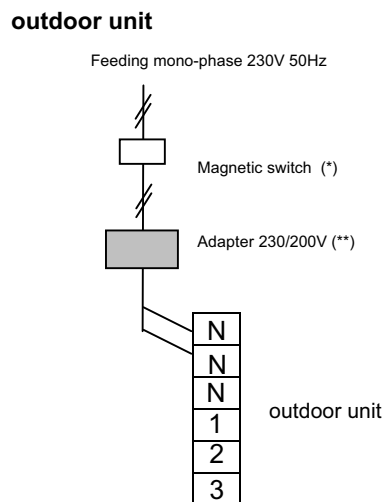 outdoor unit
Feeding mono-phase 230V 50Hz
Magnetic switch (*)
Adapter 230/200V (**)
N
N
N
1
2
3
outdoor unit